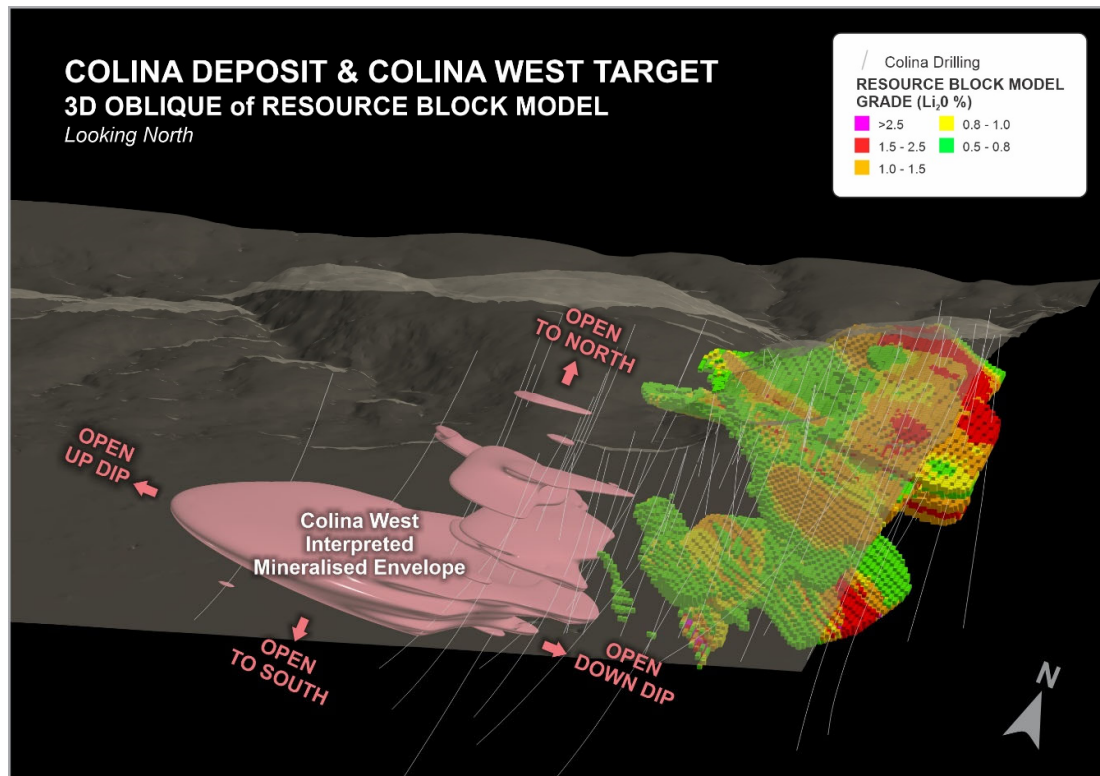 COLINA DEPOSIT & COLINA WEST TARGET
3D OBLIQUE of RESOURCE BLOCK MODEL
Looking North
Colina Drilling
RESOURCE BLOCK MODEL
GRADE (Li₂0 %)
>2.5
0.8 - 1.0
1.5 - 2.5
0.5 - 0.8
1.0 - 1.5
OPEN
TO NORTH
OPEN
UP DIP
Colina West
Interpreted
Mineralised Envelope
OPEN
TO SOUTH
OPEN
DOWN DIP
N